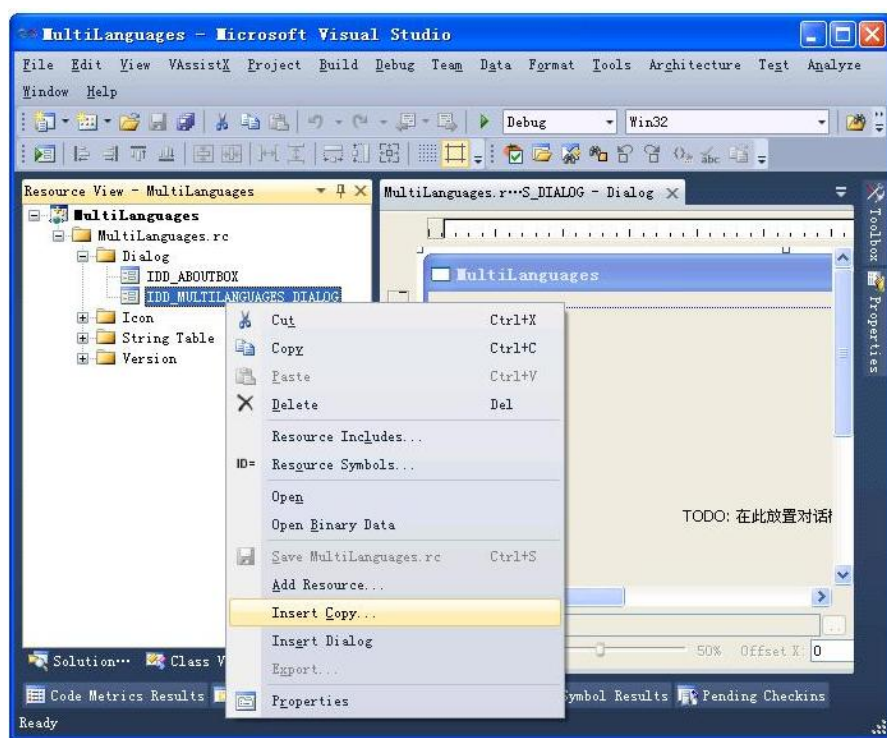 MultiLanguages - Microsoft Visual Studio
File Edit View VAssistX Project Build Debug Team Data Format Tools Architecture Test Analyze
Window Help
Debug Win32
Resource View - MultiLanguages
MultiLanguages.r⋯S_DIALOG - Dialog
MultiLanguages
MultiLanguages.rc
Dialog
IDD_ABOUTBOX
IDD_MULTILANGUAGES_DIALOG
Icon
String Table
Version
MultiLanguages
Toolbox
Properties
Cut Ctrl+X
Copy Ctrl+C
Paste Ctrl+V
Delete Del
Resource Includes...
ID= Resource Symbols...
Open
Open Binary Data
Save MultiLanguages.rc Ctrl+S
Add Resource...
Insert Copy...
Insert Dialog
Export...
Properties
TODO: 在此放置对话
50% Offset X: 0
Solution⋯ Class V
Code Metrics Results Symbol Results Pending Checkins
Ready